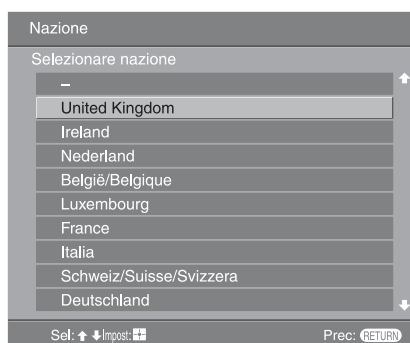 Nazione
Selezionare nazione
–
United Kingdom
Ireland
Nederland
België/Belgique
Luxembourg
France
Italia
Schweiz/Suisse/Svizzera
Deutschland
Sel: Impost: Prec: RETURN